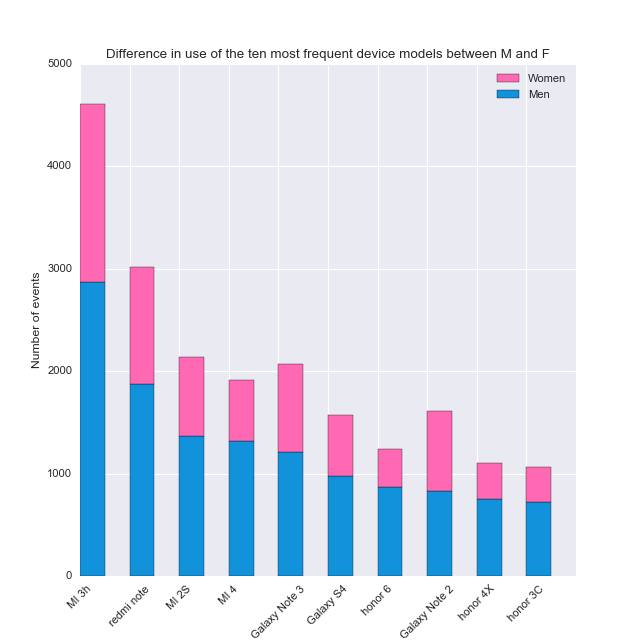 Difference in use of the ten most frequent device models between M and F
5000
4000
3000
2000
1000
0
Number of events
Women
Men
MI 3h
redmi note
MI 2S
MI 4
Galaxy Note 3
Galaxy S4
honor 6
Galaxy Note 2
honor 4X
honor 3C